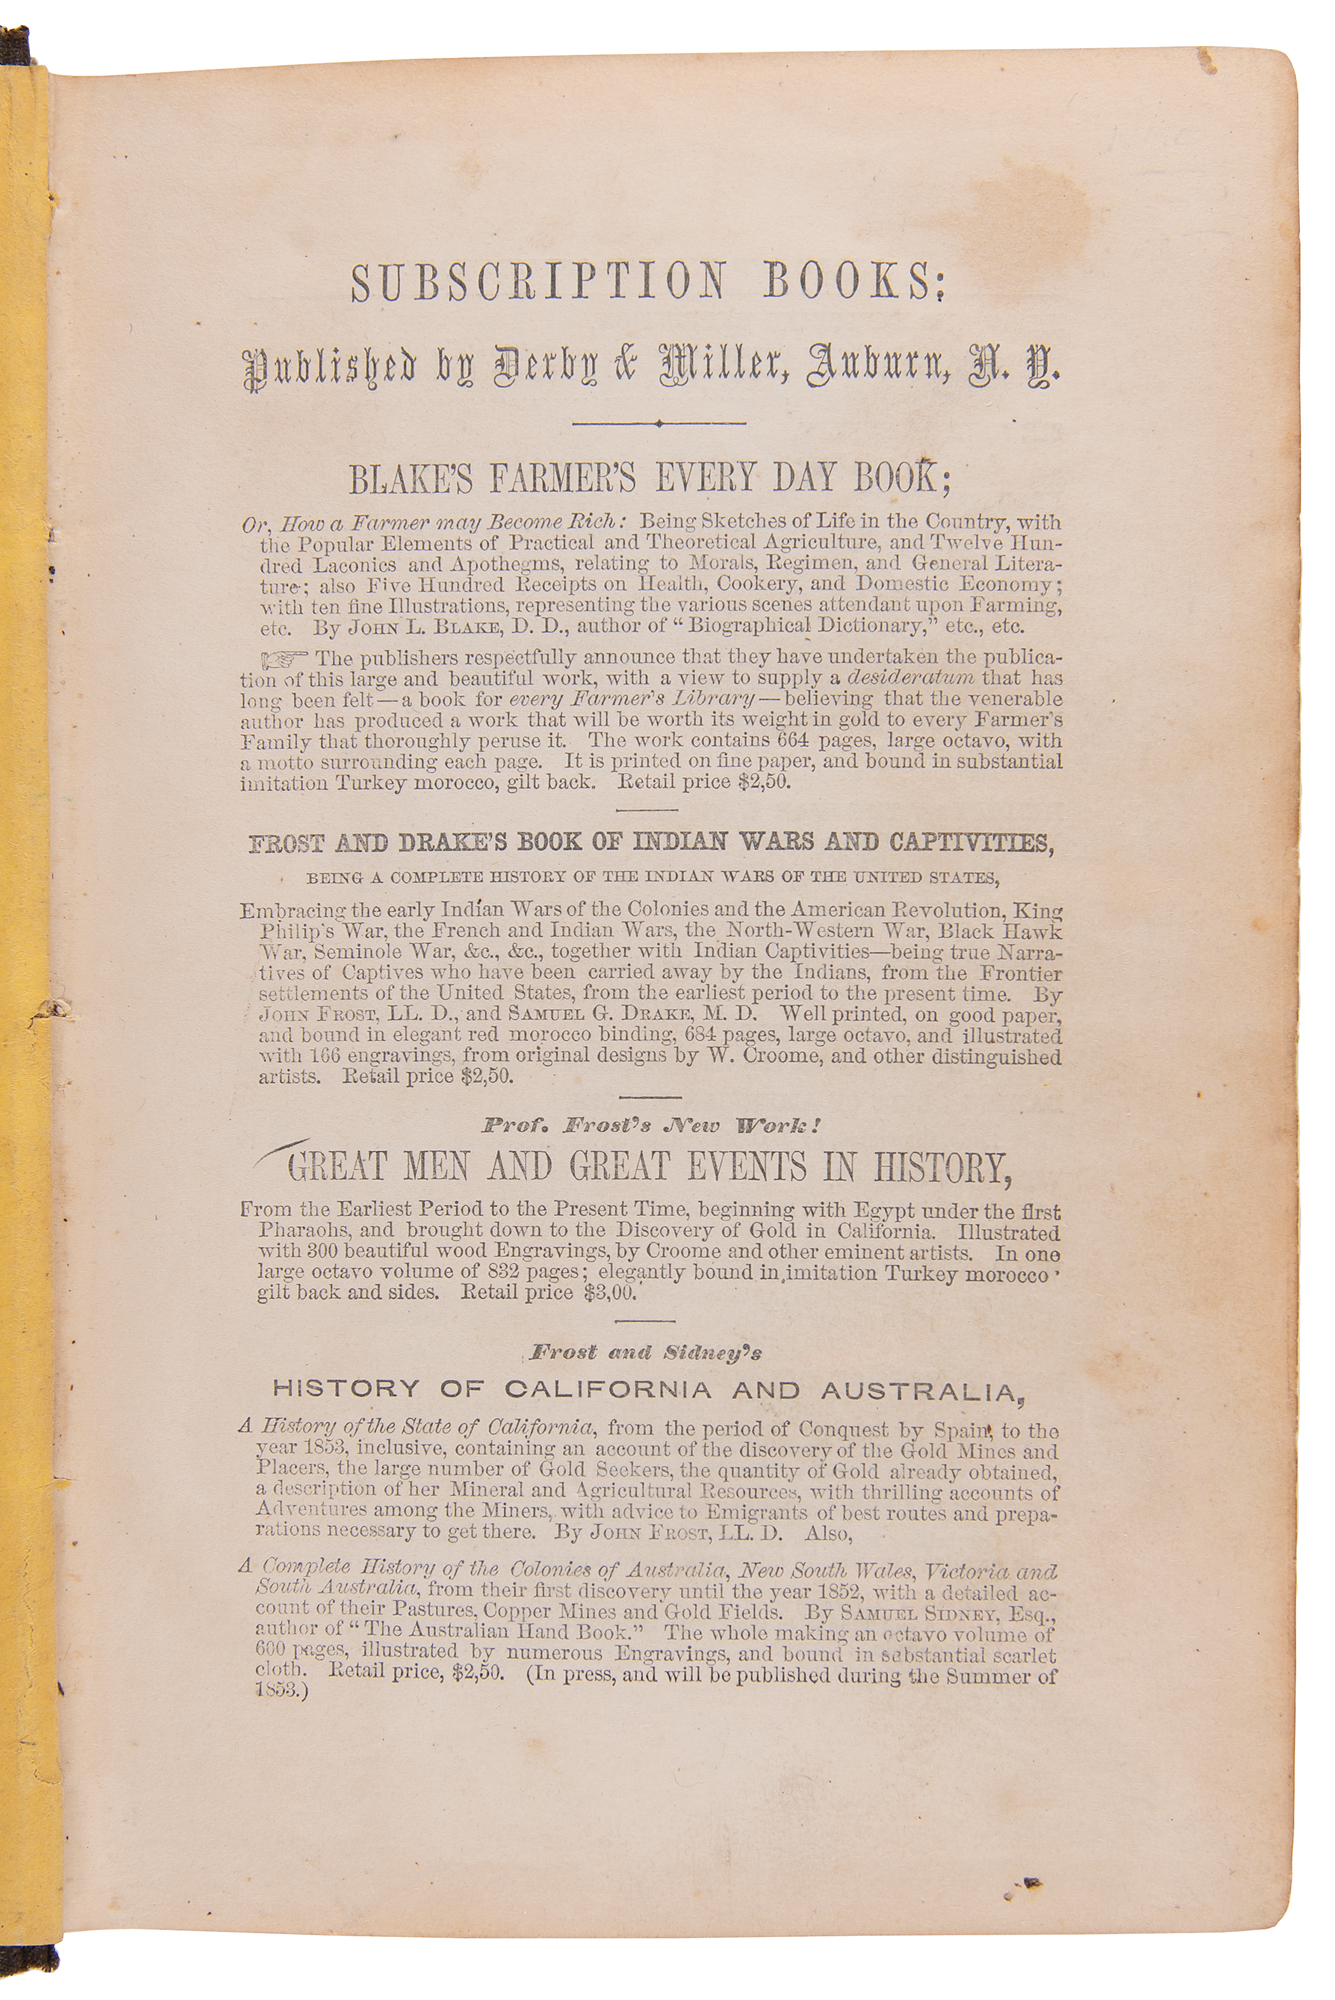 SUBSCRIPTION BOOKS:
Published by Derby & Miller, Auburn, N. Y.
BLAKE'S FARMER'S EVERY DAY BOOK;
Or, How a Farmer may Become Rich: Being Sketches of Life in the Country, with
the Popular Elements of Practical and Theoretical Agriculture, and Twelve Hun-
dred Laconics and Apothegms, relating to Morals, Regimen, and General Litera-
ture; also Five Hundred Receipts on Health, Cookery, and Domestic Economy;
with ten fine Illustrations, representing the various scenes attendant upon Farming,
etc. By JOHN L. BLAKE, D. D., author of "Biographical Dictionary," etc., etc.
☞ The publishers respectfully announce that they have undertaken the publica-
tion of this large and beautiful work, with a view to supply a desideratum that has
long been felt—a book for every Farmer's Library—believing that the venerable
author has produced a work that will be worth its weight in gold to every Farmer's
Family that thoroughly peruse it. The work contains 664 pages, large octavo, with
a motto surrounding each page. It is printed on fine paper, and bound in substantial
imitation Turkey morocco, gilt back. Retail price $2,50.
FROST AND DRAKE'S BOOK OF INDIAN WARS AND CAPTIVITIES,
BEING A COMPLETE HISTORY OF THE INDIAN WARS OF THE UNITED STATES,
Embracing the early Indian Wars of the Colonies and the American Revolution, King
Philip's War, the French and Indian Wars, the North-Western War, Black Hawk
War, Seminole War, &c., &c., together with Indian Captivities—being true Narra-
tives of Captives who have been carried away by the Indians, from the Frontier
settlements of the United States, from the earliest period to the present time. By
JOHN FROST, LL. D., and SAMUEL G. DRAKE, M. D. Well printed, on good paper,
and bound in elegant red morocco binding, 684 pages, large octavo, and illustrated
with 166 engravings, from original designs by W. Croome, and other distinguished
artists. Retail price $2,50.
Prof. Frost's New Work!
GREAT MEN AND GREAT EVENTS IN HISTORY,
From the Earliest Period to the Present Time, beginning with Egypt under the first
Pharaohs, and brought down to the Discovery of Gold in California. Illustrated
with 300 beautiful wood Engravings, by Croome and other eminent artists. In one
large octavo volume of 832 pages; elegantly bound in imitation Turkey morocco
gilt back and sides. Retail price $3,00.
Frost and Sidney's
HISTORY OF CALIFORNIA AND AUSTRALIA,
A History of the State of California, from the period of Conquest by Spain, to the
year 1853, inclusive, containing an account of the discovery of the Gold Mines and
Placers, the large number of Gold Seekers, the quantity of Gold already obtained,
a description of her Mineral and Agricultural Resources, with thrilling accounts of
Adventures among the Miners, with advice to Emigrants of best routes and prepa-
rations necessary to get there. By JOHN FROST, LL. D. Also,
A Complete History of the Colonies of Australia, New South Wales, Victoria and
South Australia, from their first discovery until the year 1852, with a detailed ac-
count of their Pastures, Copper Mines and Gold Fields. By SAMUEL SIDNEY, Esq.,
author of "The Australian Hand Book." The whole making an octavo volume of
600 pages, illustrated by numerous Engravings, and bound in substantial scarlet
cloth. Retail price, $2,50. (In press, and will be published during the Summer of
1853.)